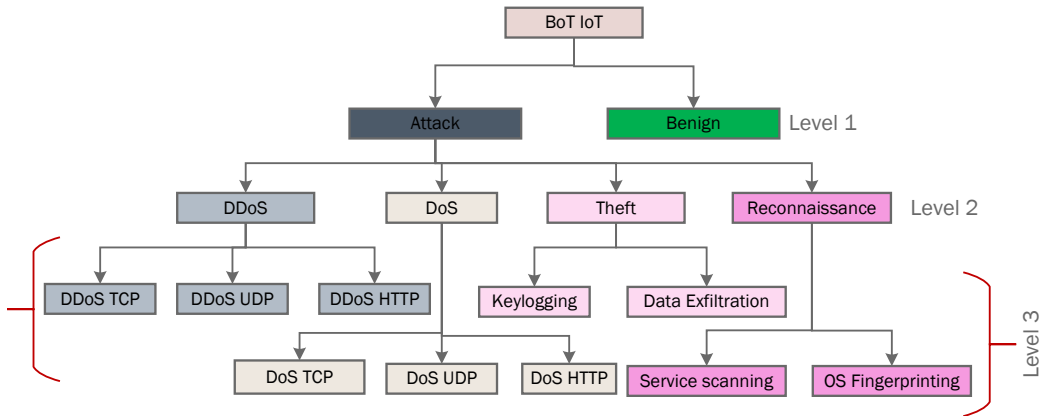 BoT IoT
Attack
Benign
Level 1
DDoS
DoS
Theft
Reconnaissance
Level 2
DDoS TCP
DDoS UDP
DDoS HTTP
Keylogging
Data Exfiltration
Level 3
DoS TCP
DoS UDP
DoS HTTP
Service scanning
OS Fingerprinting